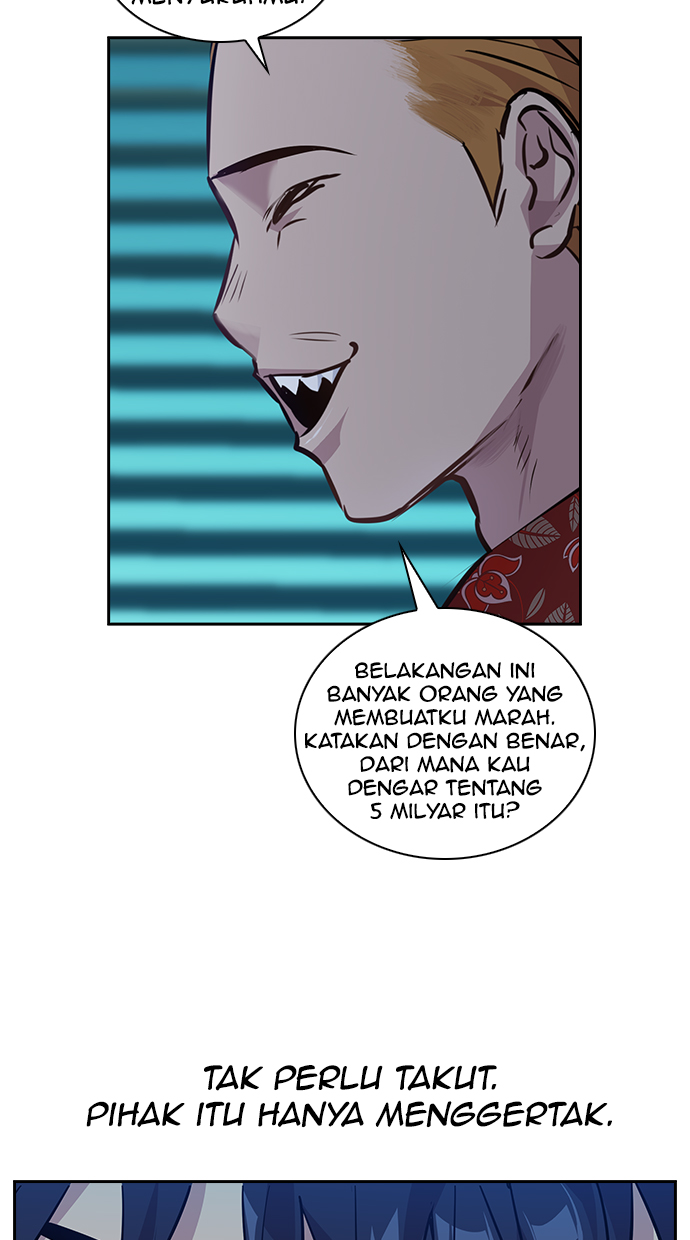 MENYURUHMU?
BELAKANGAN INI
BANYAK ORANG YANG
MEMBUATKU MARAH.
KATAKAN DENGAN BENAR,
DARI MANA KAU
DENGAR TENTANG
5 MILYAR ITU?
TAK PERLU TAKUT.
PIHAK ITU HANYA MENGGERTAK.